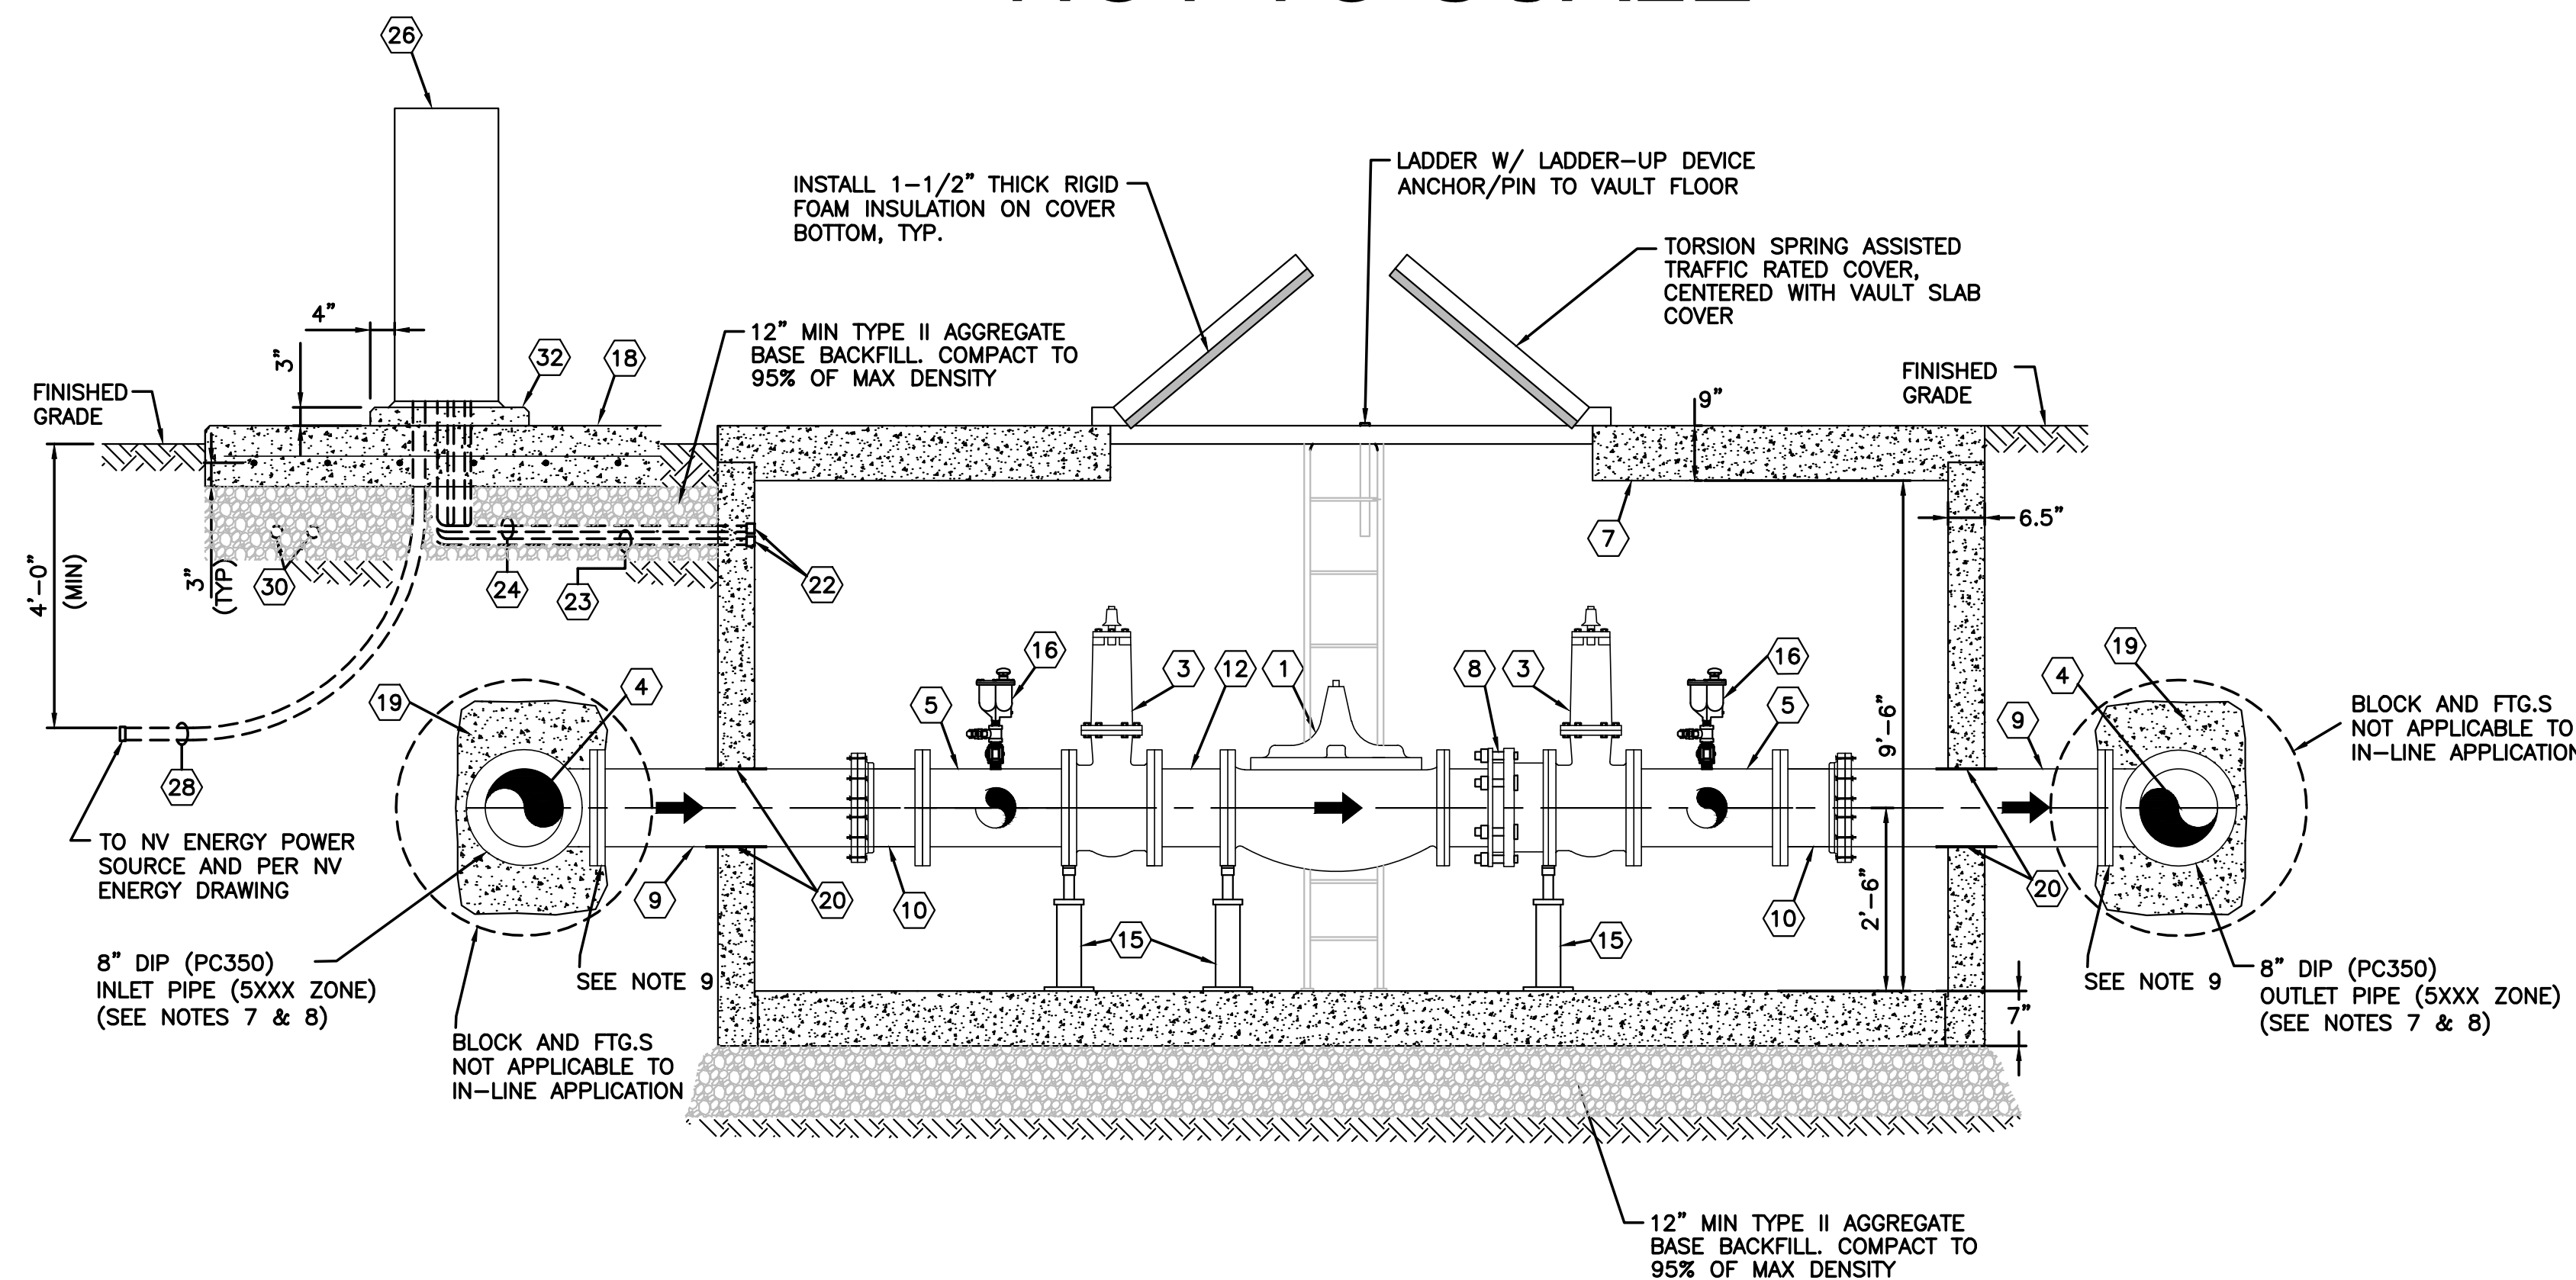 26
LADDER W/ LADDER-UP DEVICE
ANCHOR/PIN TO VAULT FLOOR
INSTALL 1-1/2" THICK RIGID
FOAM INSULATION ON COVER
BOTTOM, TYP.
TORSION SPRING ASSISTED
TRAFFIC RATED COVER,
CENTERED WITH VAULT SLAB
COVER
4"
3"
12" MIN TYPE II AGGREGATE
BASE BACKFILL. COMPACT TO
95% OF MAX DENSITY
32
18
FINISHED
GRADE
FINISHED
GRADE
9"
6.5"
7
4'-0"
(MIN)
3"
(TYP)
30
24
23
22
16
3
12
1
8
3
16
5
5
19
4
19
4
9
BLOCK AND FTG.S
NOT APPLICABLE TO
IN-LINE APPLICATION
9'-6"
2'-6"
28
TO NV ENERGY POWER
SOURCE AND PER NV
ENERGY DRAWING
9
20
10
15
15
10
20
8" DIP (PC350)
INLET PIPE (5XXX ZONE)
(SEE NOTES 7 & 8)
SEE NOTE 9
SEE NOTE 9
8" DIP (PC350)
OUTLET PIPE (5XXX ZONE)
(SEE NOTES 7 & 8)
7"
BLOCK AND FTG.S
NOT APPLICABLE TO
IN-LINE APPLICATION
12" MIN TYPE II AGGREGATE
BASE BACKFILL. COMPACT TO
95% OF MAX DENSITY